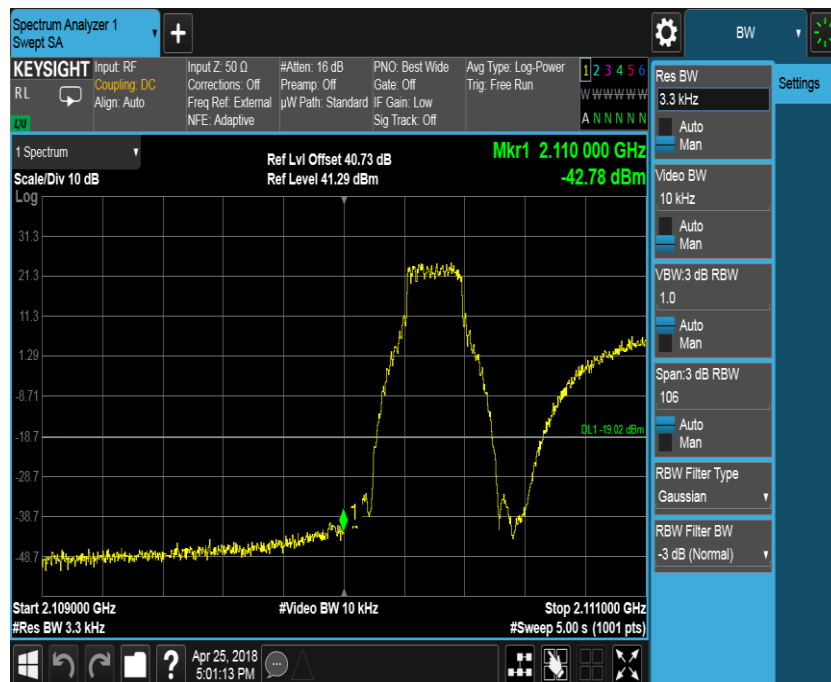 Spectrum Analyzer 1
Swept SA
BW
KEYSIGHT
RL
LXI
Input: RF
Coupling: DC
Align: Auto
Input Z: 50 Ω
Corrections: Off
Freq Ref: External
NFE: Adaptive
#Atten: 16 dB
Preamp: Off
µW Path: Standard
PNO: Best Wide
Gate: Off
IF Gain: Low
Sig Track: Off
Avg Type: Log-Power
Trig: Free Run
1 2 3 4 5 6
W W W W W W
A N N N N N
1 Spectrum
Scale/Div 10 dB
Ref Lvl Offset 40.73 dB
Ref Level 41.29 dBm
Mkr1 2.110 000 GHz
-42.78 dBm
Log
31.3
21.3
11.3
1.29
-8.71
-18.7
-28.7
-38.7
-48.7
DL1 -19.02 dBm
1
Start 2.109000 GHz
#Res BW 3.3 kHz
#Video BW 10 kHz
Stop 2.111000 GHz
#Sweep 5.00 s (1001 pts)
Res BW
3.3 kHz
Auto
Man
Video BW
10 kHz
Auto
Man
VBW:3 dB RBW
1.0
Auto
Man
Span:3 dB RBW
106
Auto
Man
RBW Filter Type
Gaussian
RBW Filter BW
-3 dB (Normal)
Settings
?
Apr 25, 2018
5:01:13 PM